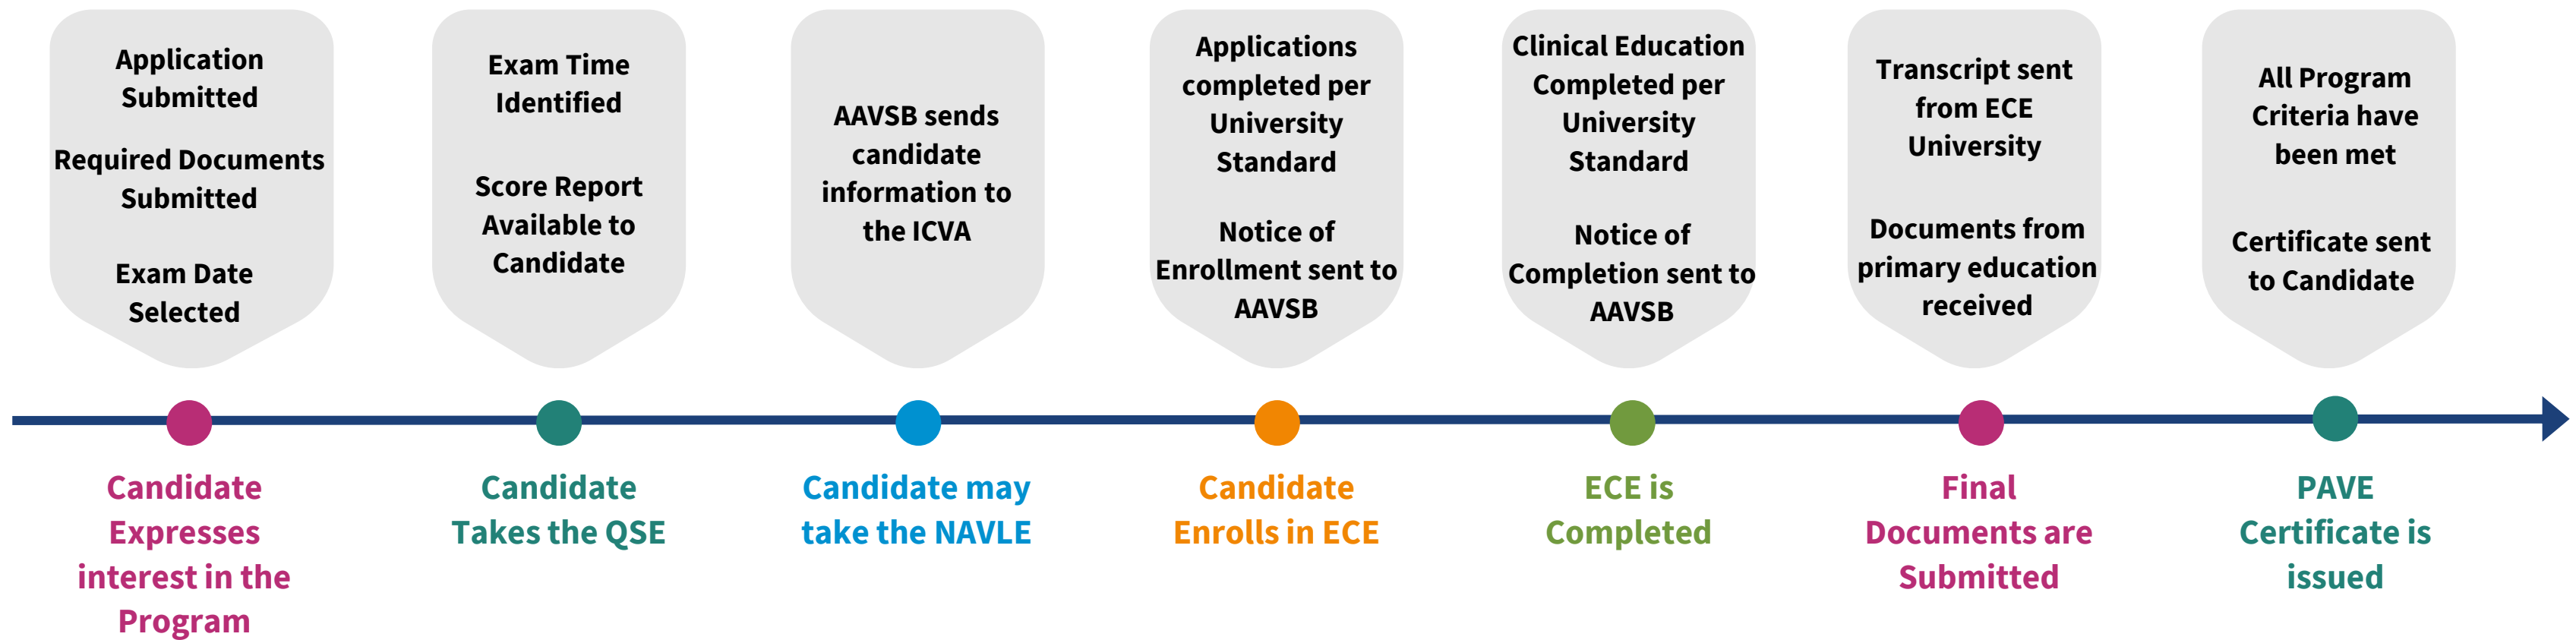 Application
Submitted
Required Documents
Submitted
Exam Date
Selected
Exam Time
Identified
Score Report
Available to
Candidate
AAVSB sends
candidate
information to
the ICVA
Applications
completed per
University
Standard
Notice of
Enrollment sent to
AAVSB
Clinical Education
Completed per
University
Standard
Notice of
Completion sent to
AAVSB
Transcript sent
from ECE
University
Documents from
primary education
received
All Program
Criteria have
been met
Certificate sent
to Candidate
Candidate
Expresses
interest in the
Program
Candidate
Takes the QSE
Candidate may
take the NAVLE
Candidate
Enrolls in ECE
ECE is
Completed
Final
Documents are
Submitted
PAVE
Certificate is
issued